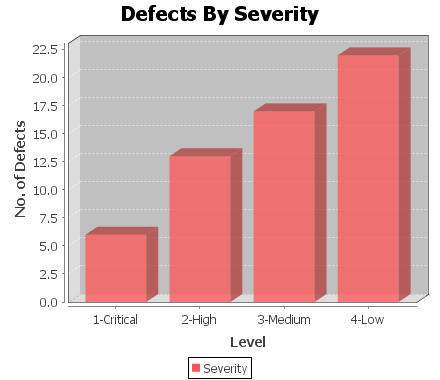 Defects By Severity
22.5
20.0
17.5
15.0
12.5
10.0
7.5
5.0
2.5
0.0
No. of Defects
1-Critical 2-High 3-Medium 4-Low
Level
Severity